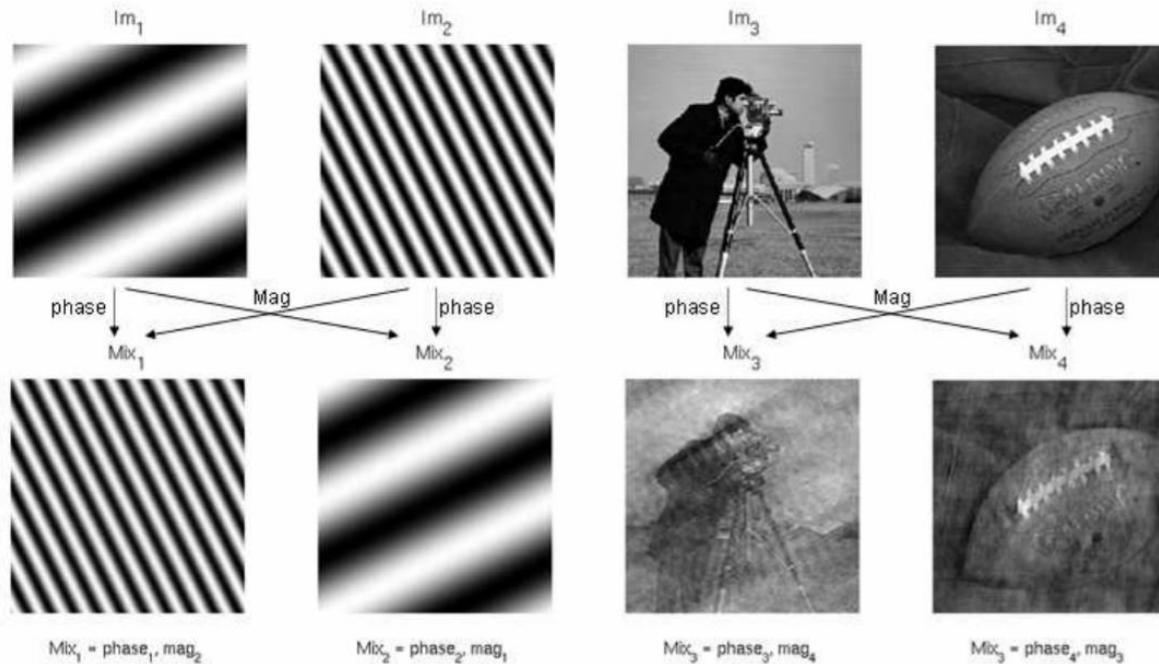 Im₁ Im₂ Im₃ Im₄
phase Mag phase phase Mag phase
Mix₁ Mix₂ Mix₃ Mix₄
SPALDING
Mix₁ = phase₁, mag₂ Mix₂ = phase₂, mag₁ Mix₃ = phase₃, mag₄ Mix₃ = phase₄, mag₃